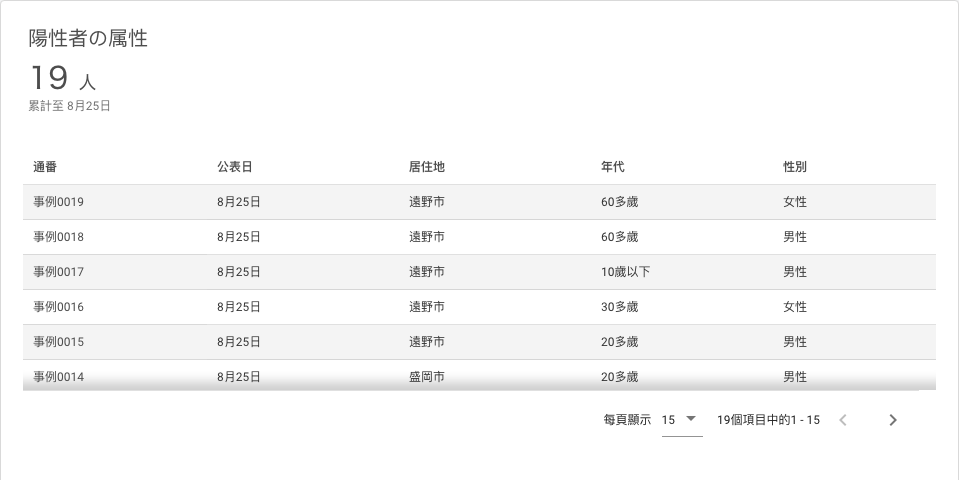 陽性者の属性
19 人
累計至 8月25日
通番 公表日 居住地 年代 性別
事例0019 8月25日 遠野市 60多歲 女性
事例0018 8月25日 遠野市 60多歲 男性
事例0017 8月25日 遠野市 10歲以下 男性
事例0016 8月25日 遠野市 30多歲 女性
事例0015 8月25日 遠野市 20多歲 男性
事例0014 8月25日 盛岡市 20多歲 男性
每頁顯示 15 19個項目中的1 - 15